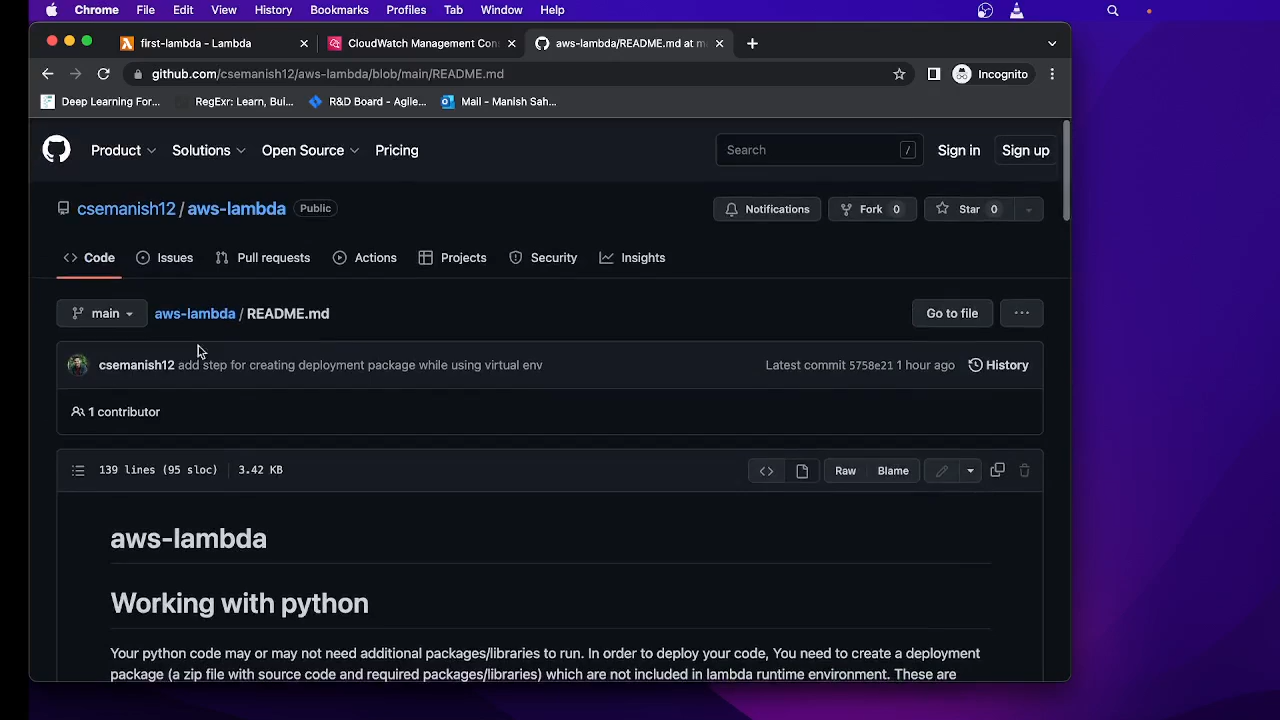 Chrome File Edit View History Bookmarks Profiles Tab Window Help
first-lambda - Lambda CloudWatch Management Con aws-lambda/README.md at m
github.com/csemanish12/aws-lambda/blob/main/README.md Incognito
Deep Learning For... RegExr: Learn, Bui... R&D Board - Agile... Mail - Manish Sah...
Product Solutions Open Source Pricing Search / Sign in Sign up
csemanish12 / aws-lambda Public Notifications Fork 0 Star 0
Code Issues Pull requests Actions Projects Security Insights
main aws-lambda / README.md Go to file ...
csemanish12 add step for creating deployment package while using virtual env Latest commit 5758e21 1 hour ago History
1 contributor
139 lines (95 sloc) 3.42 KB Raw Blame
aws-lambda
Working with python
Your python code may or may not need additional packages/libraries to run. In order to deploy your code, You need to create a deployment
package (a zip file with source code and required packages/libraries) which are not included in lambda runtime environment. These are